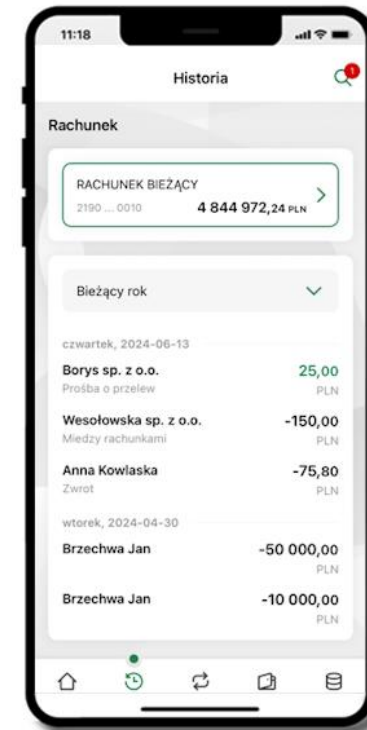 11:18
Historia
1
Rachunek
RACHUNEK BIEŻĄCY
2190 ... 0010 4 844 972,24 PLN
Bieżący rok
czwartek, 2024-06-13
Borys sp. z o.o. 25,00
Prośba o przelew PLN
Wesołowska sp. z o.o. -150,00
Miedzy rachunkami PLN
Anna Kowlaska -75,80
Zwrot PLN
wtorek, 2024-04-30
Brzechwa Jan -50 000,00
PLN
Brzechwa Jan -10 000,00
PLN